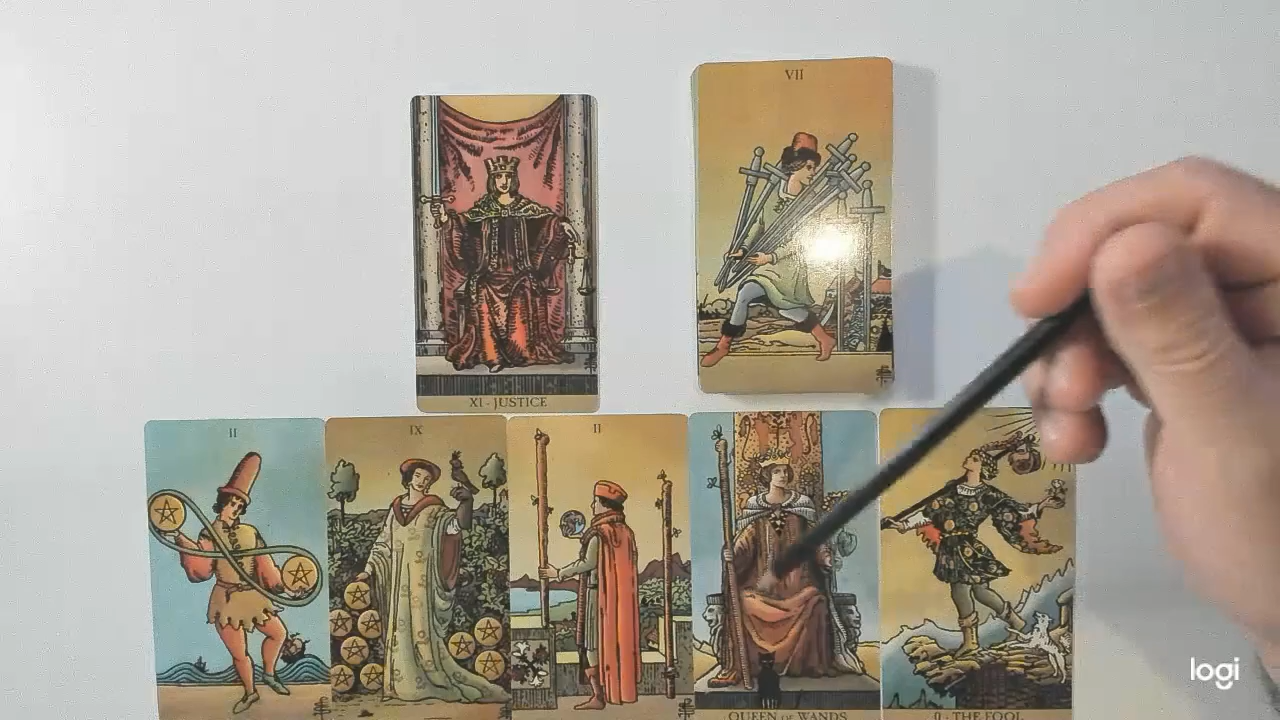 VII
XI-JUSTICE
II
IX
II
QUEEN OF WANDS
0-THE FOOL
logi